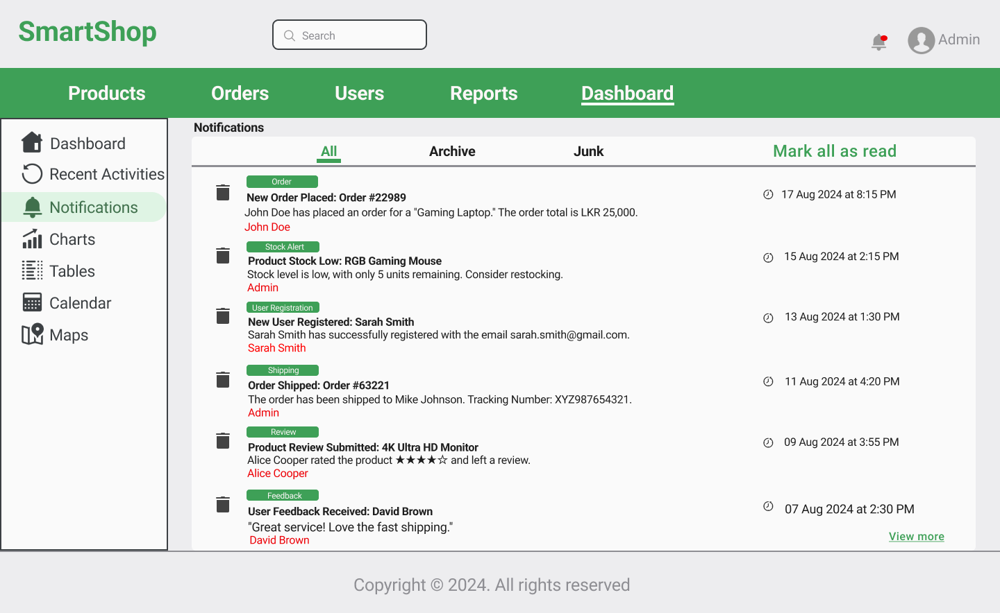 SmartShop
Search
Admin
Products Orders Users Reports Dashboard
Dashboard
Recent Activities
Notifications
Charts
Tables
Calendar
Maps
Notifications
All Archive Junk Mark all as read
Order
New Order Placed: Order #22989
17 Aug 2024 at 8:15 PM
John Doe has placed an order for a "Gaming Laptop." The order total is LKR 25,000.
John Doe
Stock Alert
Product Stock Low: RGB Gaming Mouse
15 Aug 2024 at 2:15 PM
Stock level is low, with only 5 units remaining. Consider restocking.
Admin
User Registration
New User Registered: Sarah Smith
13 Aug 2024 at 1:30 PM
Sarah Smith has successfully registered with the email sarah.smith@gmail.com.
Sarah Smith
Shipping
Order Shipped: Order #63221
11 Aug 2024 at 4:20 PM
The order has been shipped to Mike Johnson. Tracking Number: XYZ987654321.
Admin
Review
Product Review Submitted: 4K Ultra HD Monitor
09 Aug 2024 at 3:55 PM
Alice Cooper rated the product ★★★★☆ and left a review.
Alice Cooper
Feedback
User Feedback Received: David Brown
07 Aug 2024 at 2:30 PM
"Great service! Love the fast shipping."
David Brown
View more
Copyright © 2024. All rights reserved